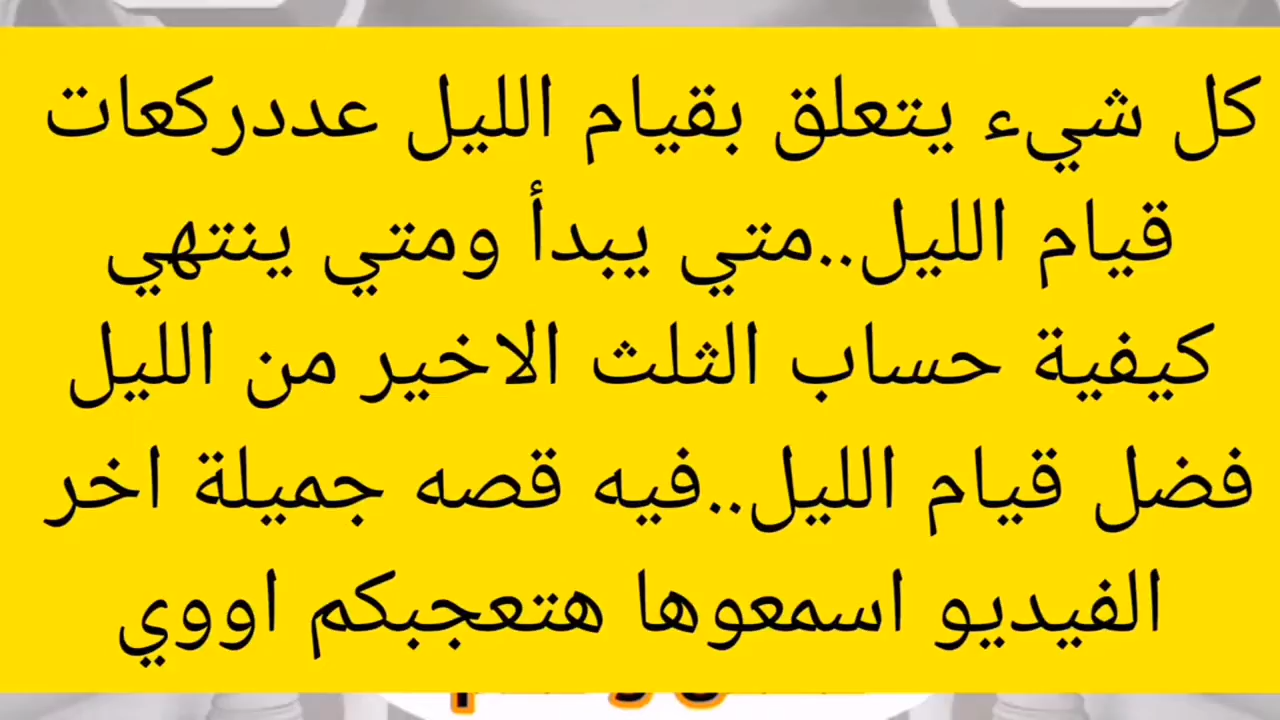 كل شيء يتعلق بقيام الليل عددركعات
قيام الليل..متي يبدأ ومتي ينتهي
كيفية حساب الثلث الاخير من الليل
فضل قيام الليل..فيه قصه جميلة اخر
الفيديو اسمعوها هتعجبكم اووي